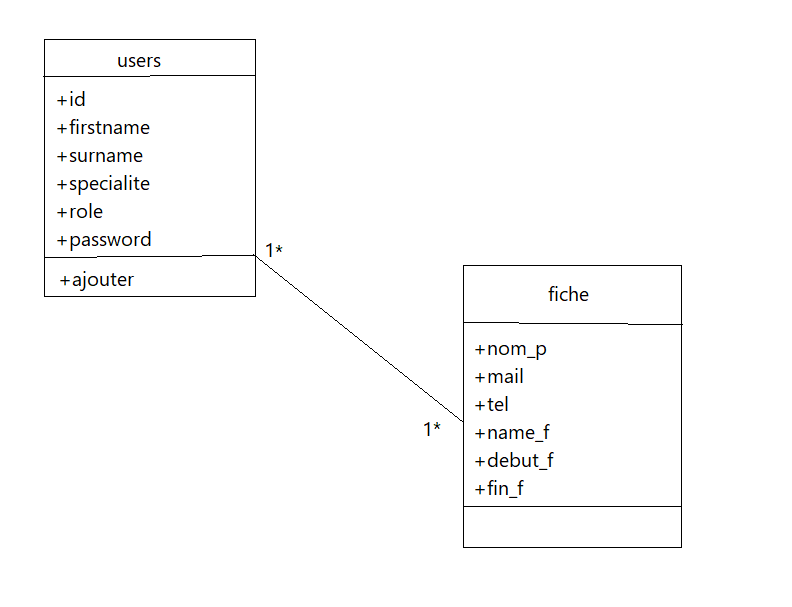 users
+id
+firstname
+surname
+specialite
+role
+password
+ajouter
1*
1*
fiche
+nom_p
+mail
+tel
+name_f
+debut_f
+fin_f